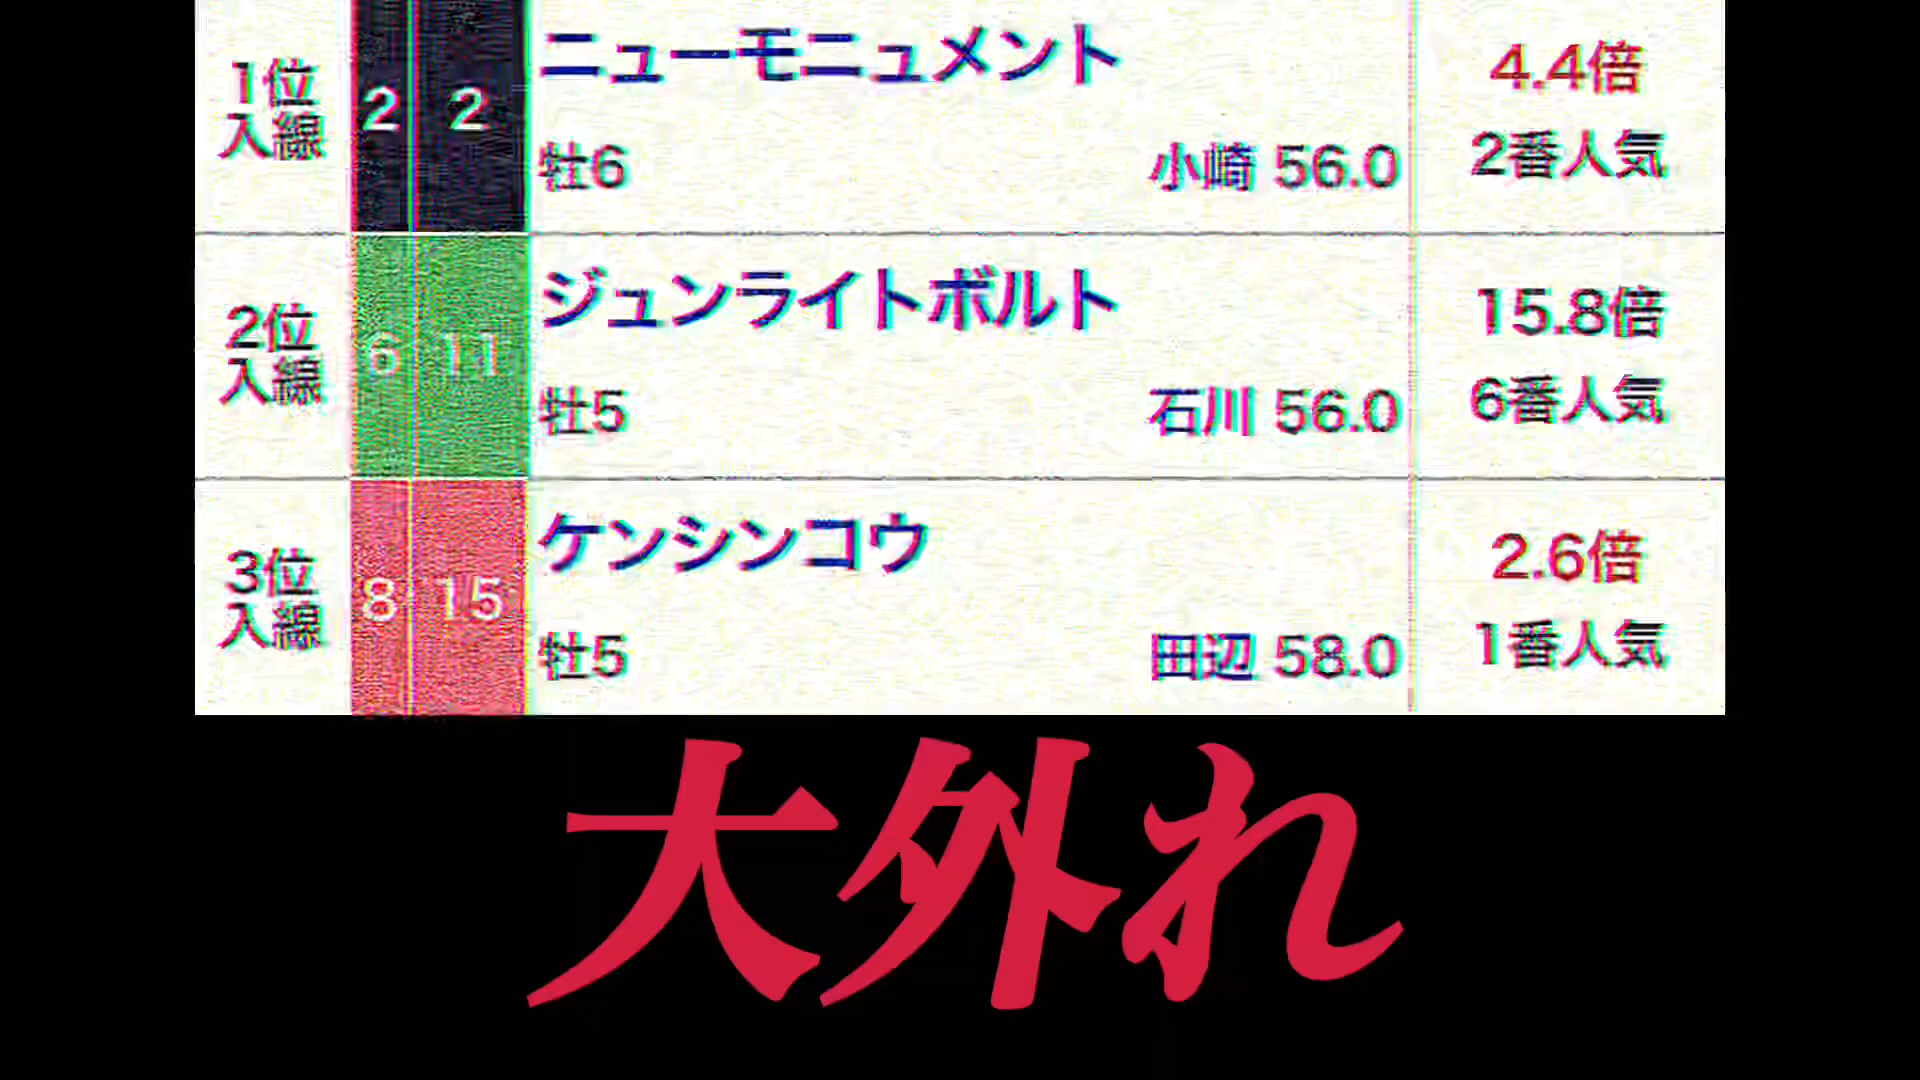 1位
入線
2 2
ニューモニュメント
牡6
小崎 56.0
4.4倍
2番人気
2位
入線
6 11
ジュンライトボルト
牡5
石川 56.0
15.8倍
6番人気
3位
入線
8 15
ケンシンコウ
牡5
田辺 58.0
2.6倍
1番人気
大外れ